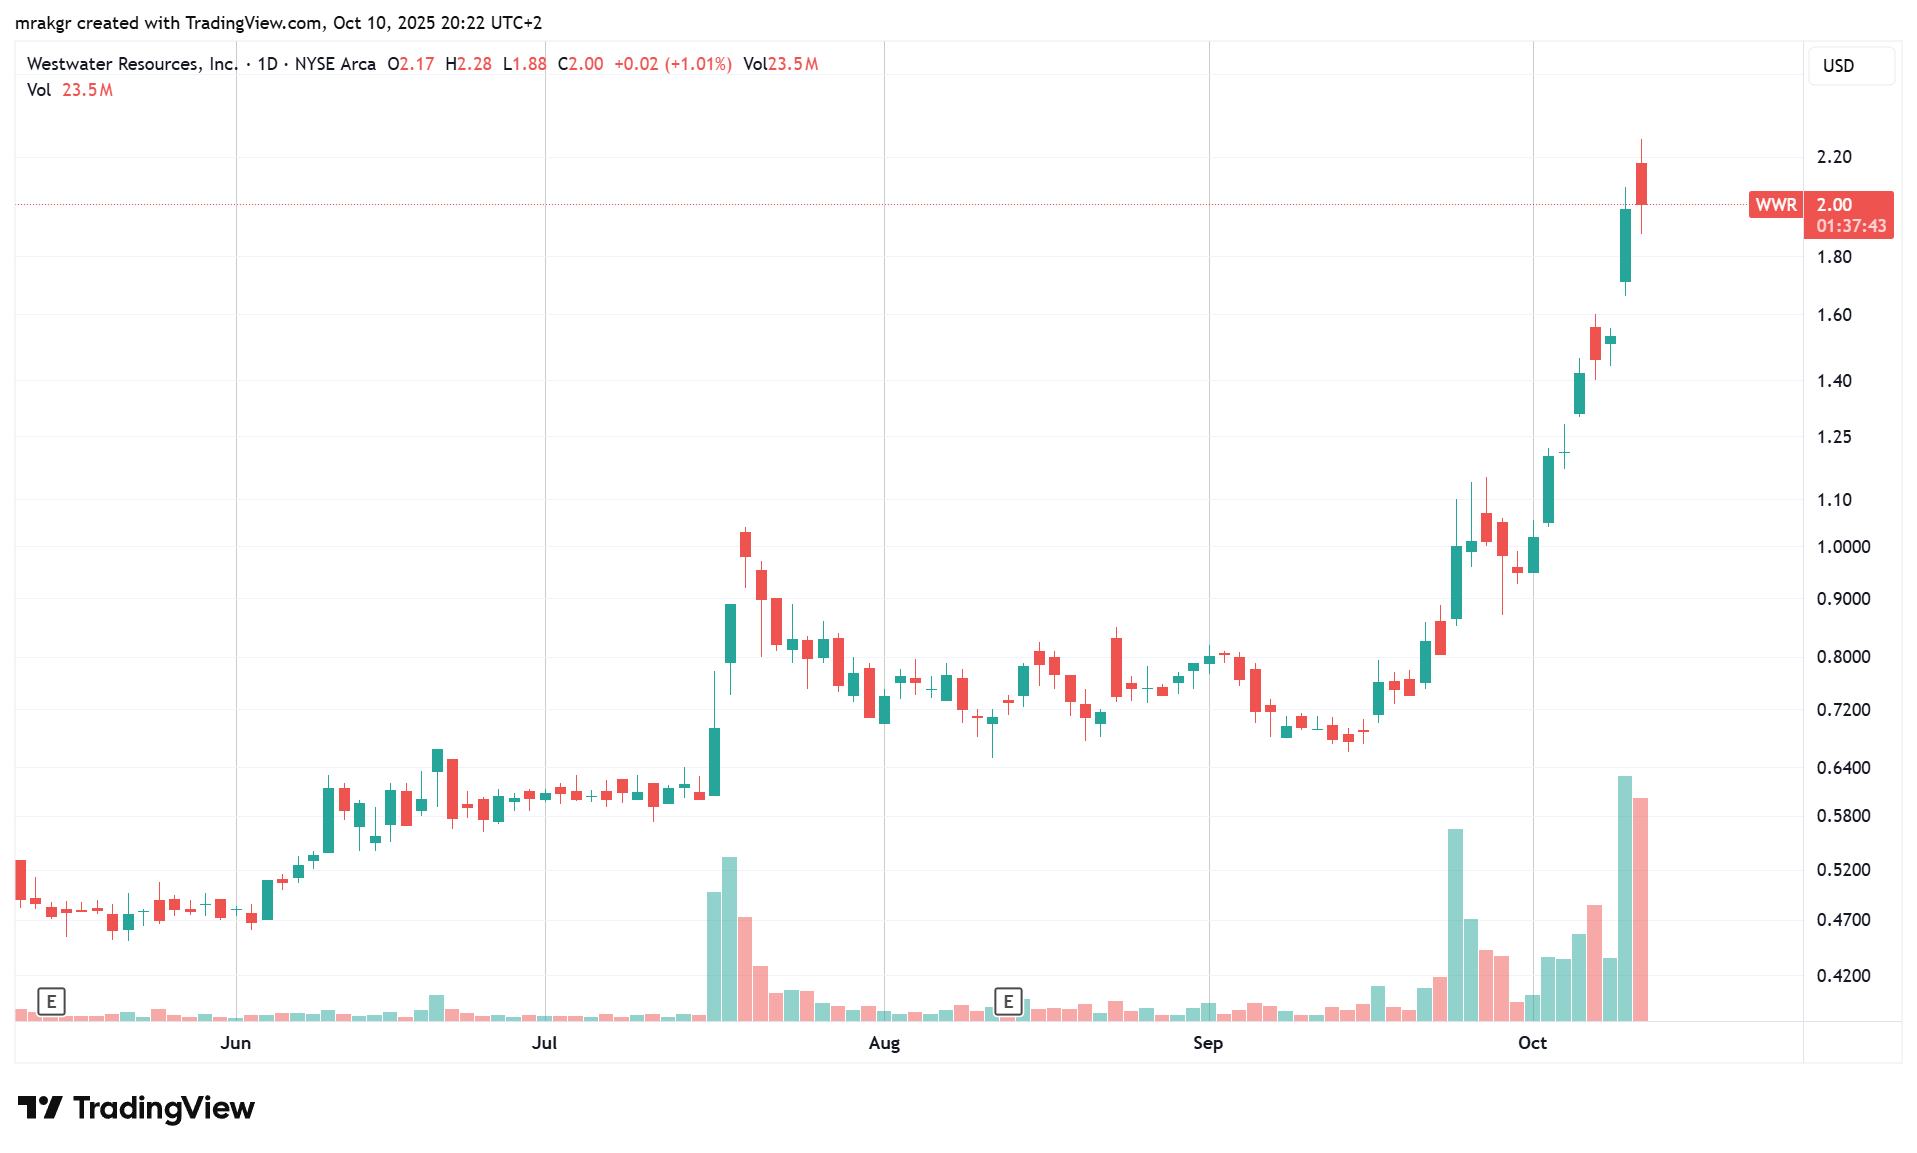 mrakgr created with TradingView.com, Oct 10, 2025 20:22 UTC+2
Westwater Resources, Inc. · 1D · NYSE Arca O2.17 H2.28 L1.88 C2.00 +0.02 (+1.01%) Vol23.5M
Vol 23.5M
USD
2.20
WWR 2.00
01:37:43
1.80
1.60
1.40
1.25
1.10
1.0000
0.9000
0.8000
0.7200
0.6400
0.5800
0.5200
0.4700
0.4200
E E
Jun Jul Aug Sep Oct
TradingView